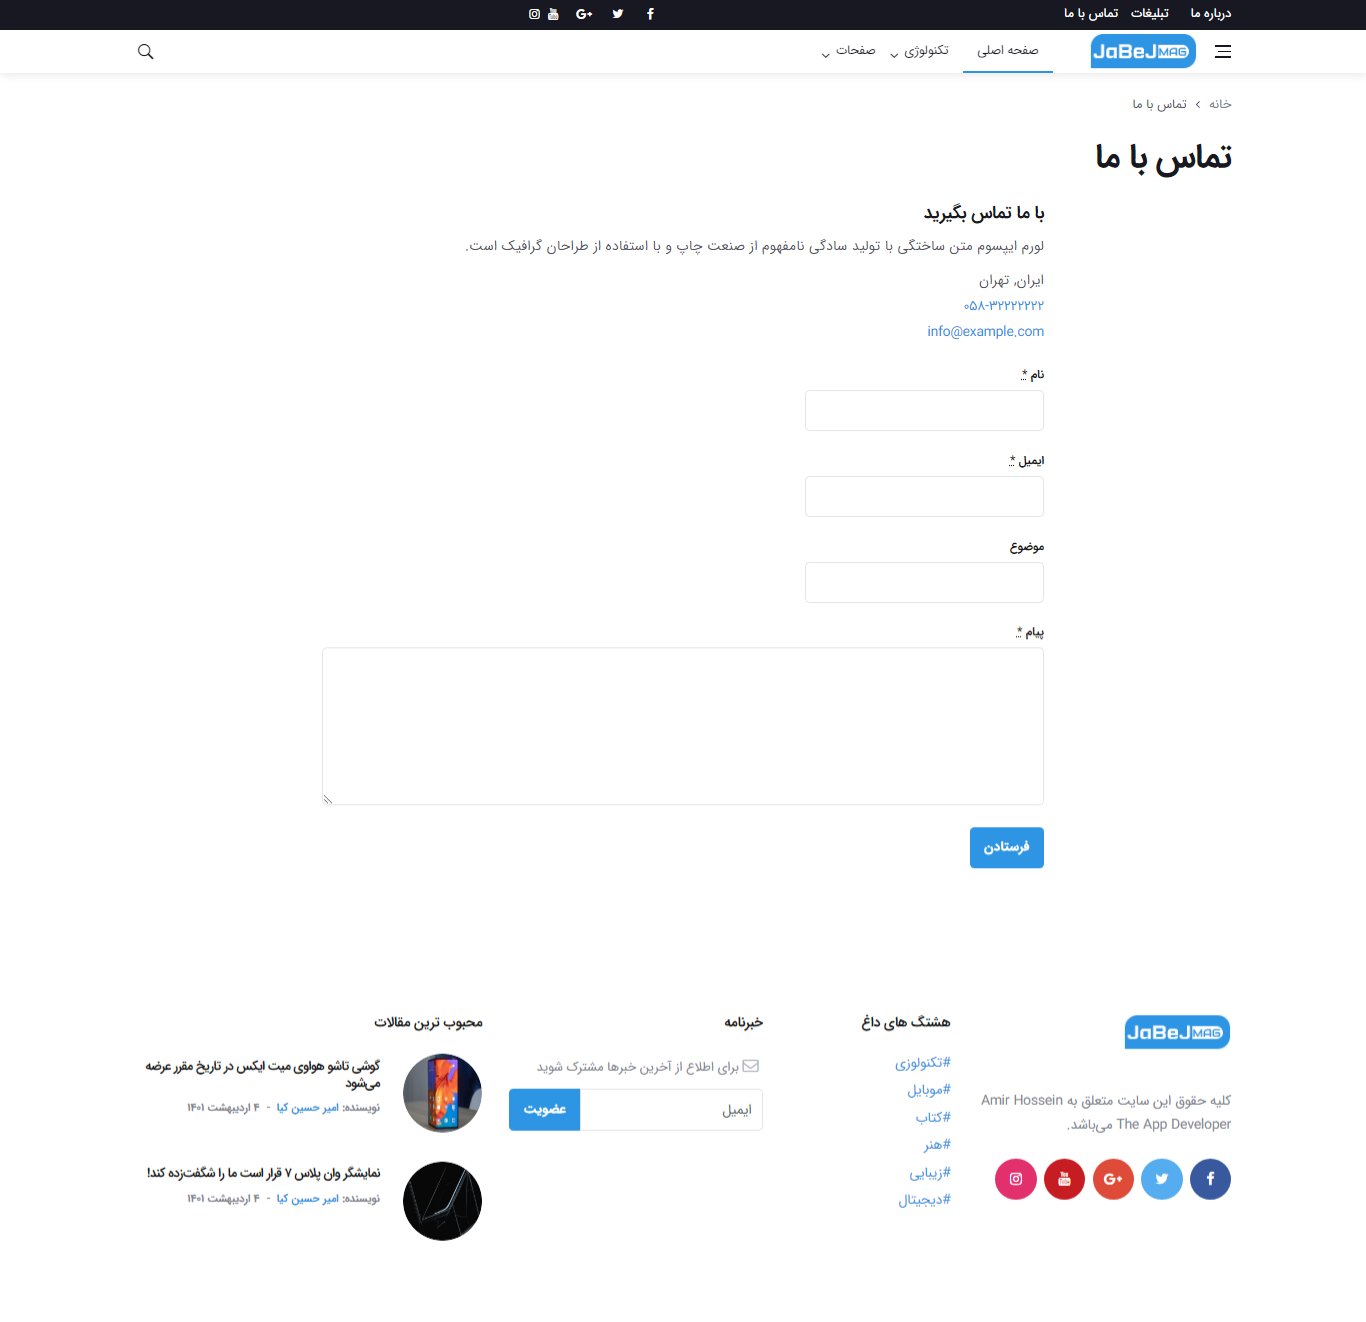 درباره ما
تبلیغات
تماس با ما
JaBeJ MAG
صفحه اصلی
تکنولوژی
صفحات
خانه › تماس با ما
تماس با ما
با ما تماس بگیرید
لورم ایپسوم متن ساختگی با تولید سادگی نامفهوم از صنعت چاپ و با استفاده از طراحان گرافیک است.
ایران, تهران
۰۵۸-۳۲۲۲۲۲۲۲
info@example.com
نام *
ایمیل *
موضوع
پیام *
فرستادن
JaBeJ MAG
کلیه حقوق این سایت متعلق به Amir Hossein
The App Developer می‌باشد.
هشتگ های داغ
#تکنولوزی
#موبایل
#کتاب
#هنر
#زیبایی
#دیجیتال
خبرنامه
برای اطلاع از آخرین خبرها مشترک شوید
ایمیل
عضویت
محبوب ترین مقالات
گوشی تاشو هواوی میت ایکس در تاریخ مقرر عرضه
می‌شود
نویسنده: امیر حسین کیا - ۴ اردیبهشت ۱۴۰۱
نمایشگر وان پلاس ۷ قرار است ما را شگفت‌زده کند!
نویسنده: امیر حسین کیا - ۴ اردیبهشت ۱۴۰۱